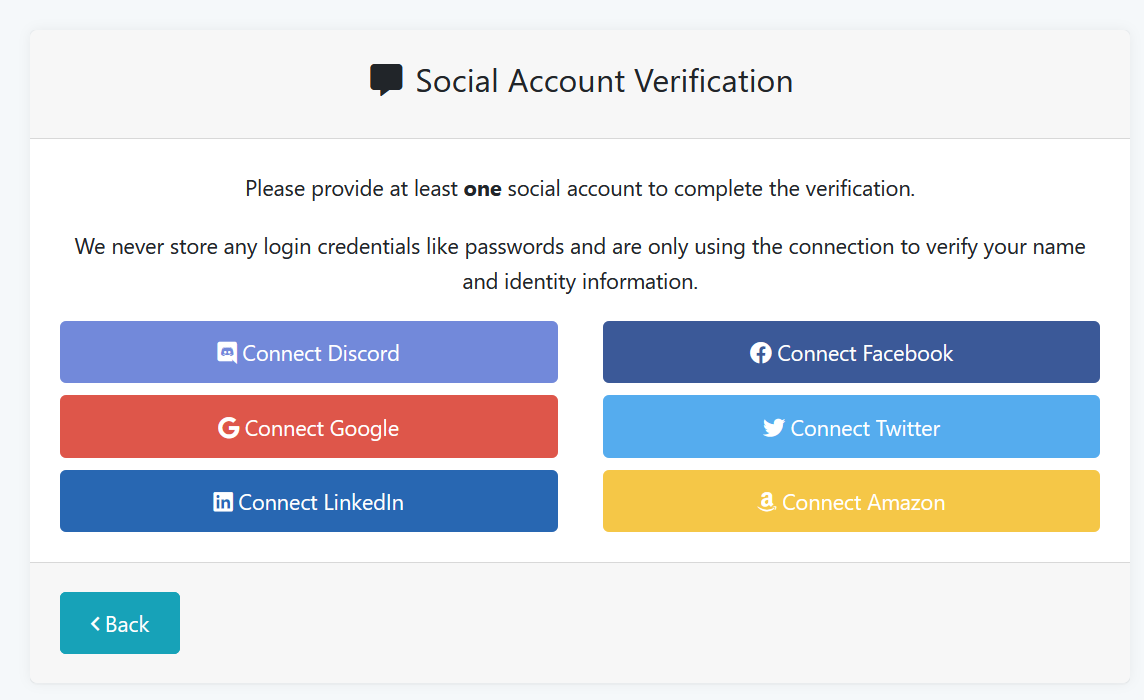 Social Account Verification
Please provide at least one social account to complete the verification.
We never store any login credentials like passwords and are only using the connection to verify your name
and identity information.
Connect Discord
Connect Facebook
Connect Google
Connect Twitter
Connect LinkedIn
Connect Amazon
Back